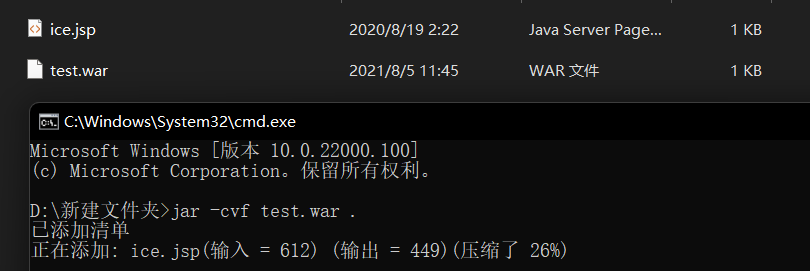 ice.jsp 2020/8/19 2:22 Java Server Page... 1 KB
test.war 2021/8/5 11:45 WAR 文件 1 KB
C:\Windows\System32\cmd.exe
Microsoft Windows [版本 10.0.22000.100]
(c) Microsoft Corporation。保留所有权利。
D:\新建文件夹>jar -cvf test.war .
已添加清单
正在添加: ice.jsp(输入 = 612) (输出 = 449)(压缩了 26%)